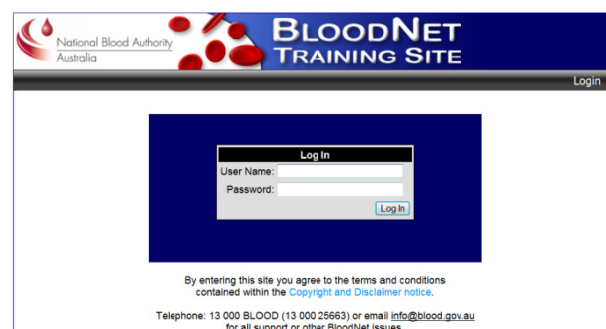 National Blood Authority
Australia
BLOODNET
TRAINING SITE
Login
Log In
User Name:
Password:
Log In
By entering this site you agree to the terms and conditions
contained within the Copyright and Disclaimer notice.
Telephone: 13 000 BLOOD (13 000 25663) or email info@blood.gov.au
for all support or other BloodNet issues